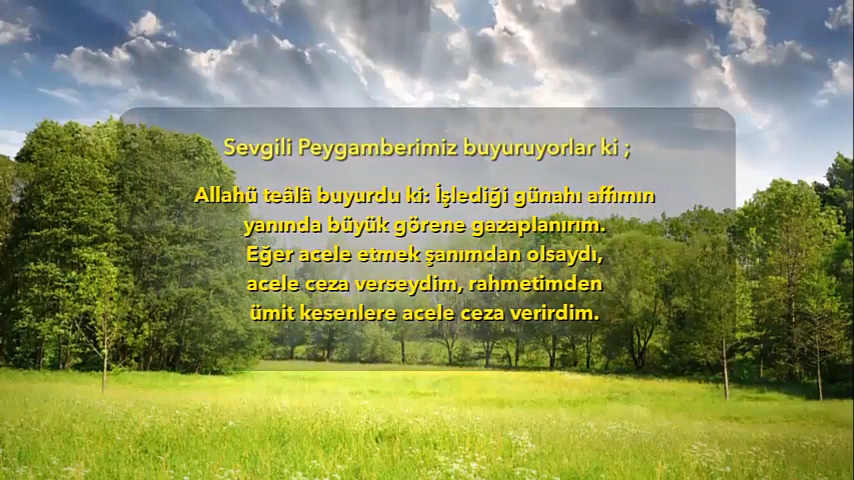 Sevgili Peygamberimiz buyuruyorlar ki ;
Allahü teâlâ buyurdu ki: İşlediği günahı affımın
yanında büyük görene gazaplanırım.
Eğer acele etmek şanımdan olsaydı,
acele ceza verseydim, rahmetimden
ümit kesenlere acele ceza verirdim.